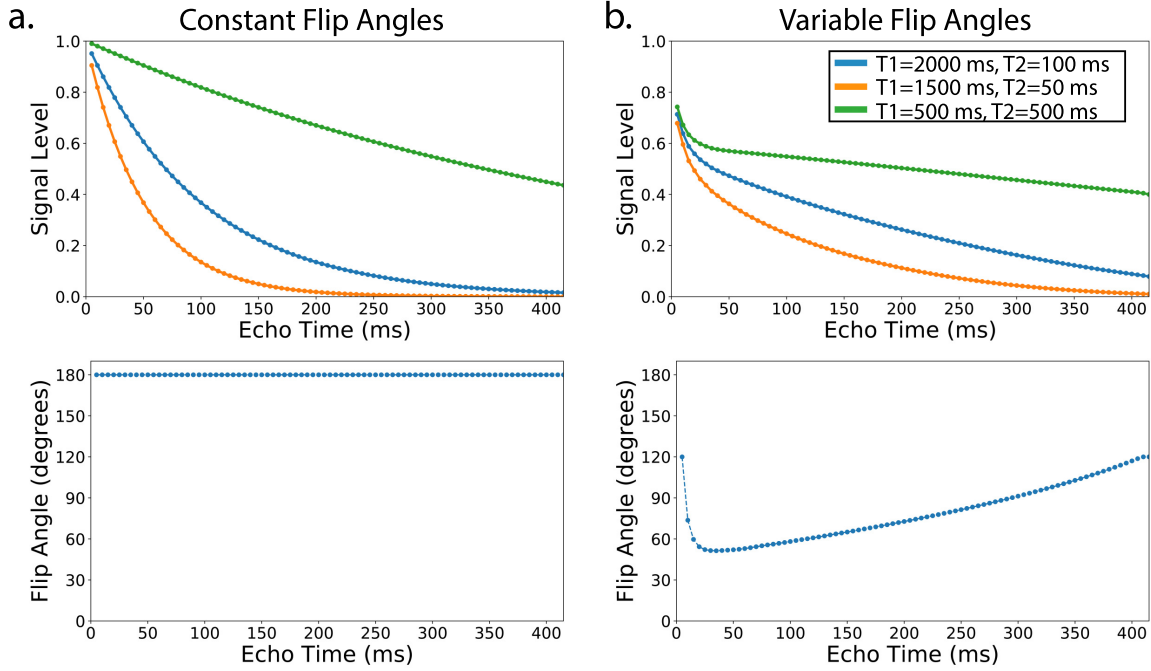 a. Constant Flip Angles
b. Variable Flip Angles
1.0
0.8
0.6
0.4
0.2
0.0
Signal Level
0 50 100 150 200 250 300 350 400
Echo Time (ms)
1.0
0.8
0.6
0.4
0.2
0.0
Signal Level
T1=2000 ms, T2=100 ms
T1=1500 ms, T2=50 ms
T1=500 ms, T2=500 ms
0 50 100 150 200 250 300 350 400
Echo Time (ms)
180
150
120
90
60
30
0
Flip Angle (degrees)
0 50 100 150 200 250 300 350 400
Echo Time (ms)
180
150
120
90
60
30
0
Flip Angle (degrees)
0 50 100 150 200 250 300 350 400
Echo Time (ms)